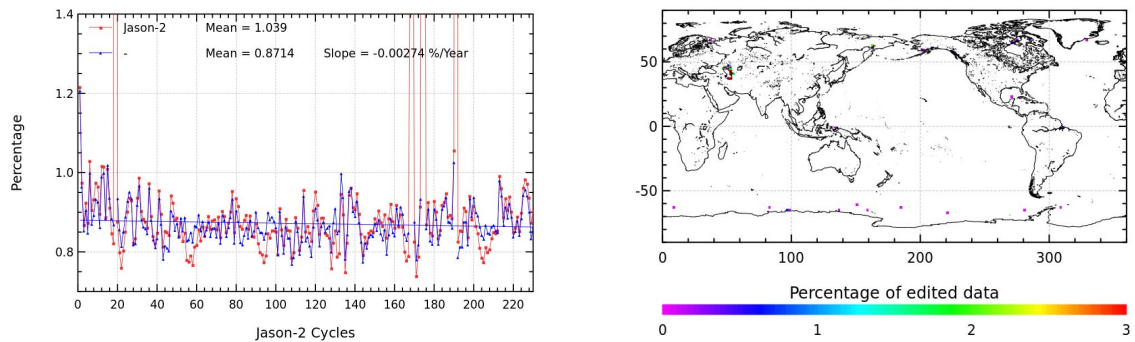 1.4
1.2
1.0
0.8
Percentage
Jason-2 Mean = 1.039
- Mean = 0.8714 Slope = -0.00274 %/Year
0 20 40 60 80 100 120 140 160 180 200 220
Jason-2 Cycles
50
0
-50
0 100 200 300
Percentage of edited data
0 1 2 3